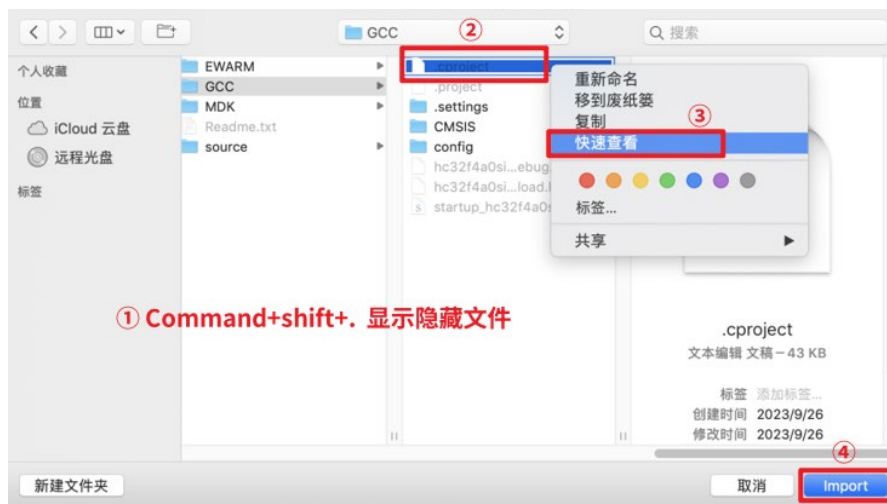 GCC
②
搜索
个人收藏
位置
iCloud 云盘
远程光盘
标签
EWARM
GCC
MDK
Readme.txt
source
.cproject
.project
.settings
CMSIS
config
hc32f4a0si...ebug.
hc32f4a0si...load.l
startup_hc32f4a0s
重新命名
移到废纸篓
复制
③
快速查看
标签...
共享
① Command+shift+. 显示隐藏文件
.cproject
文本编辑 文稿 – 43 KB
标签 添加标签...
创建时间 2023/9/26
修改时间 2023/9/26
④
新建文件夹
取消
Import